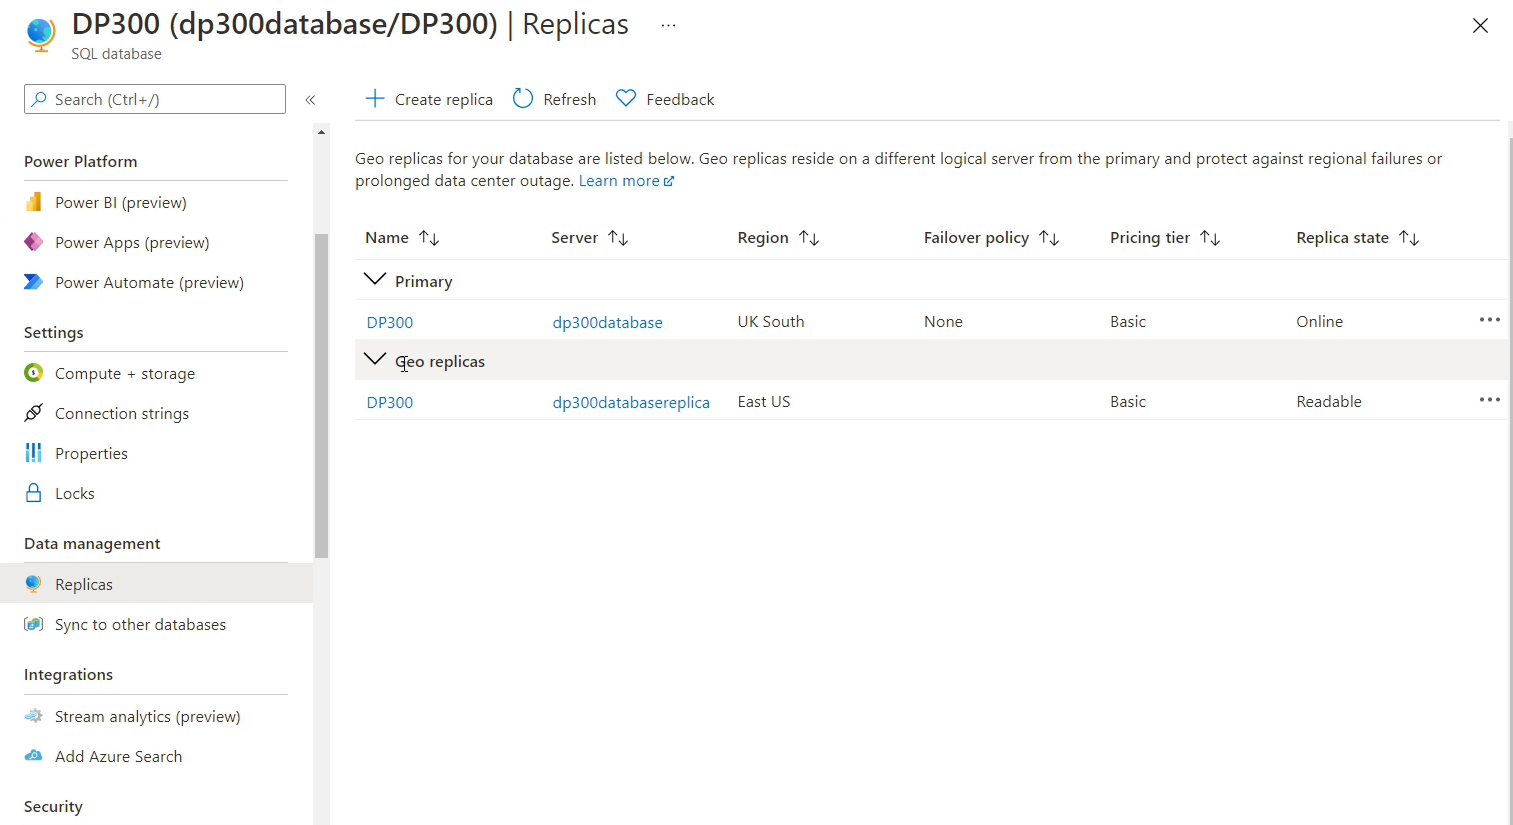 DP300 (dp300database/DP300) | Replicas ...
SQL database
Search (Ctrl+/)
«
Create replica
Refresh
Feedback
Power Platform
Power BI (preview)
Power Apps (preview)
Power Automate (preview)
Settings
Compute + storage
Connection strings
Properties
Locks
Data management
Replicas
Sync to other databases
Integrations
Stream analytics (preview)
Add Azure Search
Security
Geo replicas for your database are listed below. Geo replicas reside on a different logical server from the primary and protect against regional failures or
prolonged data center outage. Learn more
Name Server Region Failover policy Pricing tier Replica state
Primary
DP300 dp300database UK South None Basic Online ...
Geo replicas
DP300 dp300databasereplica East US Basic Readable ...